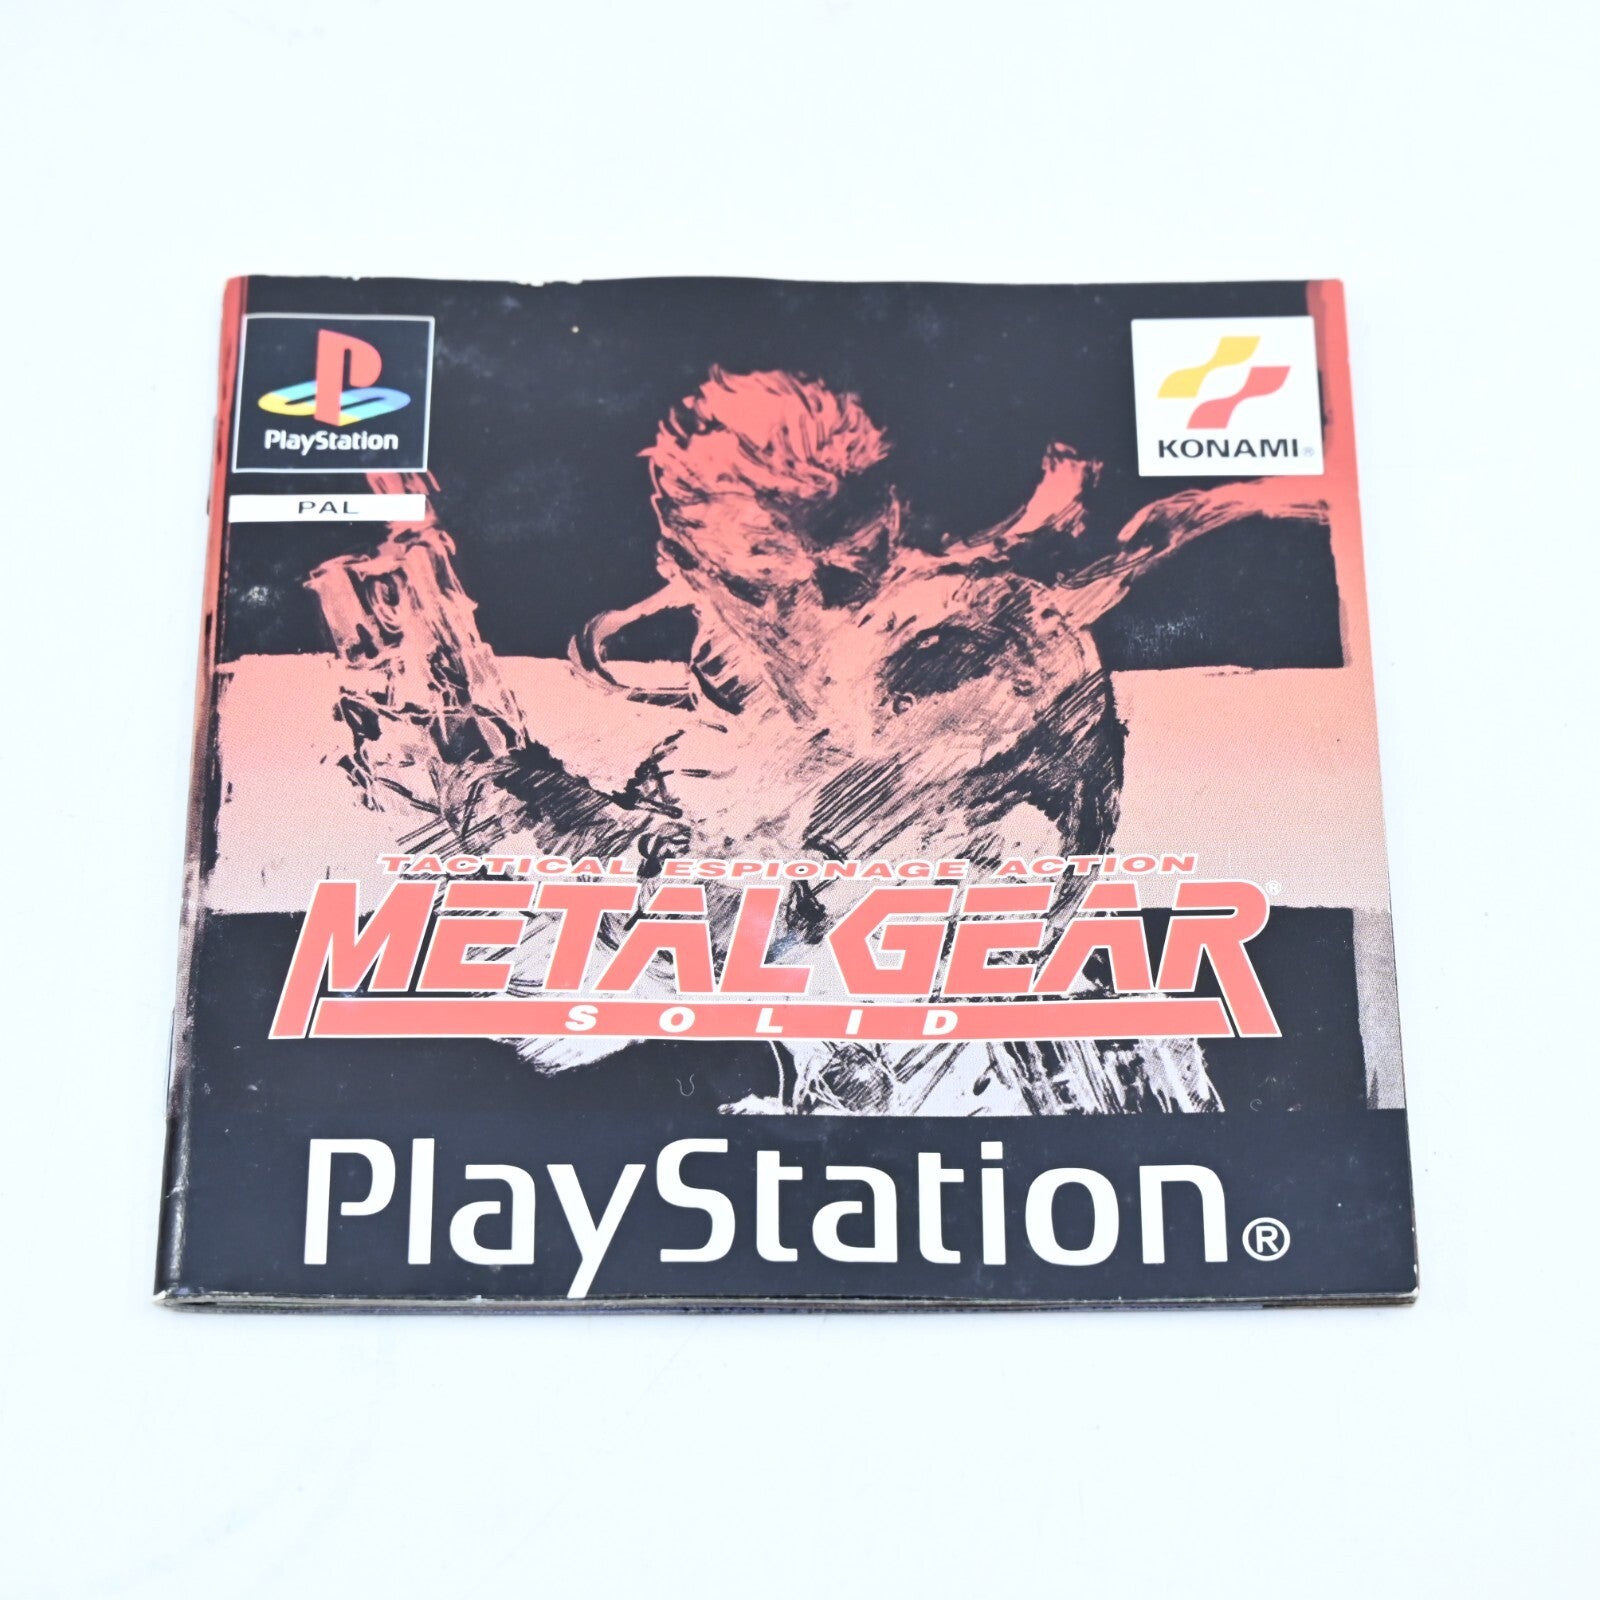 PlayStation
PAL
KONAMI®
TACTICAL ESPIONAGE ACTION
METAL GEAR®
SOLID
PlayStation®